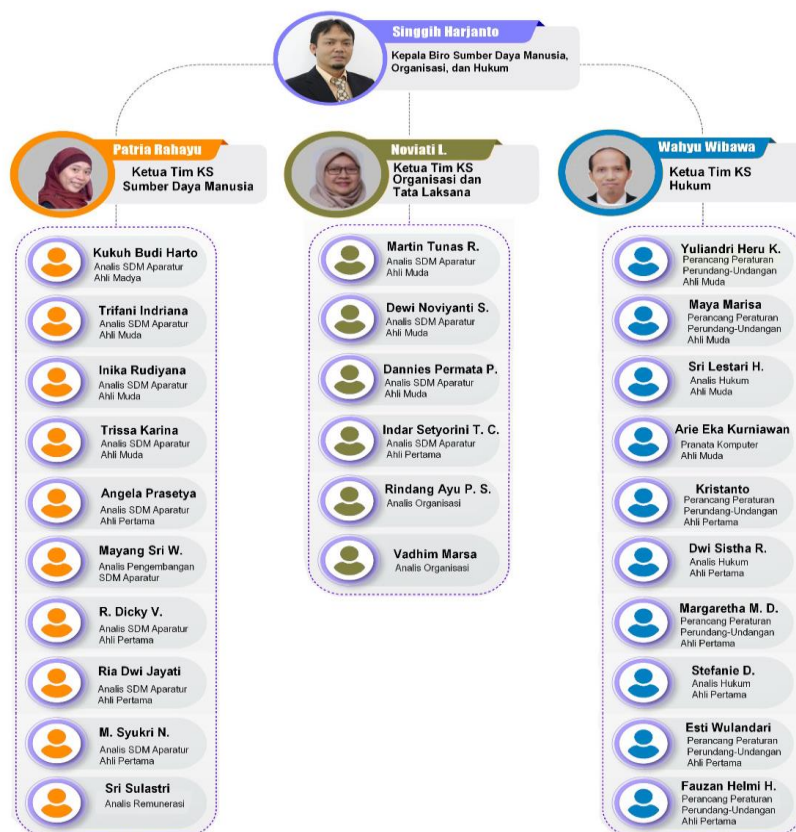 Singgih Harjanto
Kepala Biro Sumber Daya Manusia,
Organisasi, dan Hukum
Patria Rahayu
Ketua Tim KS
Sumber Daya Manusia
Kukuh Budi Harto
Analis SDM Aparatur
Ahli Madya
Trifani Indriana
Analis SDM Aparatur
Ahli Muda
Inika Rudiyana
Analis SDM Aparatur
Ahli Muda
Trissa Karina
Analis SDM Aparatur
Ahli Muda
Angela Prasetya
Analis SDM Aparatur
Ahli Pertama
Mayang Sri W.
Analis Pengembangan
SDM Aparatur
R. Dicky V.
Analis SDM Aparatur
Ahli Pertama
Ria Dwi Jayati
Analis SDM Aparatur
Ahli Pertama
M. Syukri N.
Analis SDM Aparatur
Ahli Pertama
Sri Sulastri
Analis Remunerasi
Noviati L.
Ketua Tim KS
Organisasi dan
Tata Laksana
Martin Tunas R.
Analis SDM Aparatur
Ahli Muda
Dewi Noviyanti S.
Analis SDM Aparatur
Ahli Muda
Dannies Permata P.
Analis SDM Aparatur
Ahli Muda
Indar Setyorini T. C.
Analis SDM Aparatur
Ahli Pertama
Rindang Ayu P. S.
Analis Organisasi
Vadhim Marsa
Analis Organisasi
Wahyu Wibawa
Ketua Tim KS
Hukum
Yuliandri Heru K.
Perancang Peraturan
Perundang-Undangan
Ahli Muda
Maya Marisa
Perancang Peraturan
Perundang-Undangan
Ahli Muda
Sri Lestari H.
Analis Hukum
Ahli Muda
Arie Eka Kurniawan
Pranata Komputer
Ahli Muda
Kristanto
Perancang Peraturan
Perundang-Undangan
Ahli Pertama
Dwi Sistha R.
Analis Hukum
Ahli Pertama
Margaretha M. D.
Perancang Peraturan
Perundang-Undangan
Ahli Pertama
Stefanie D.
Analis Hukum
Ahli Pertama
Esti Wulandari
Perancang Peraturan
Perundang-Undangan
Ahli Pertama
Fauzan Helmi H.
Perancang Peraturan
Perundang-Undangan
Ahli Pertama